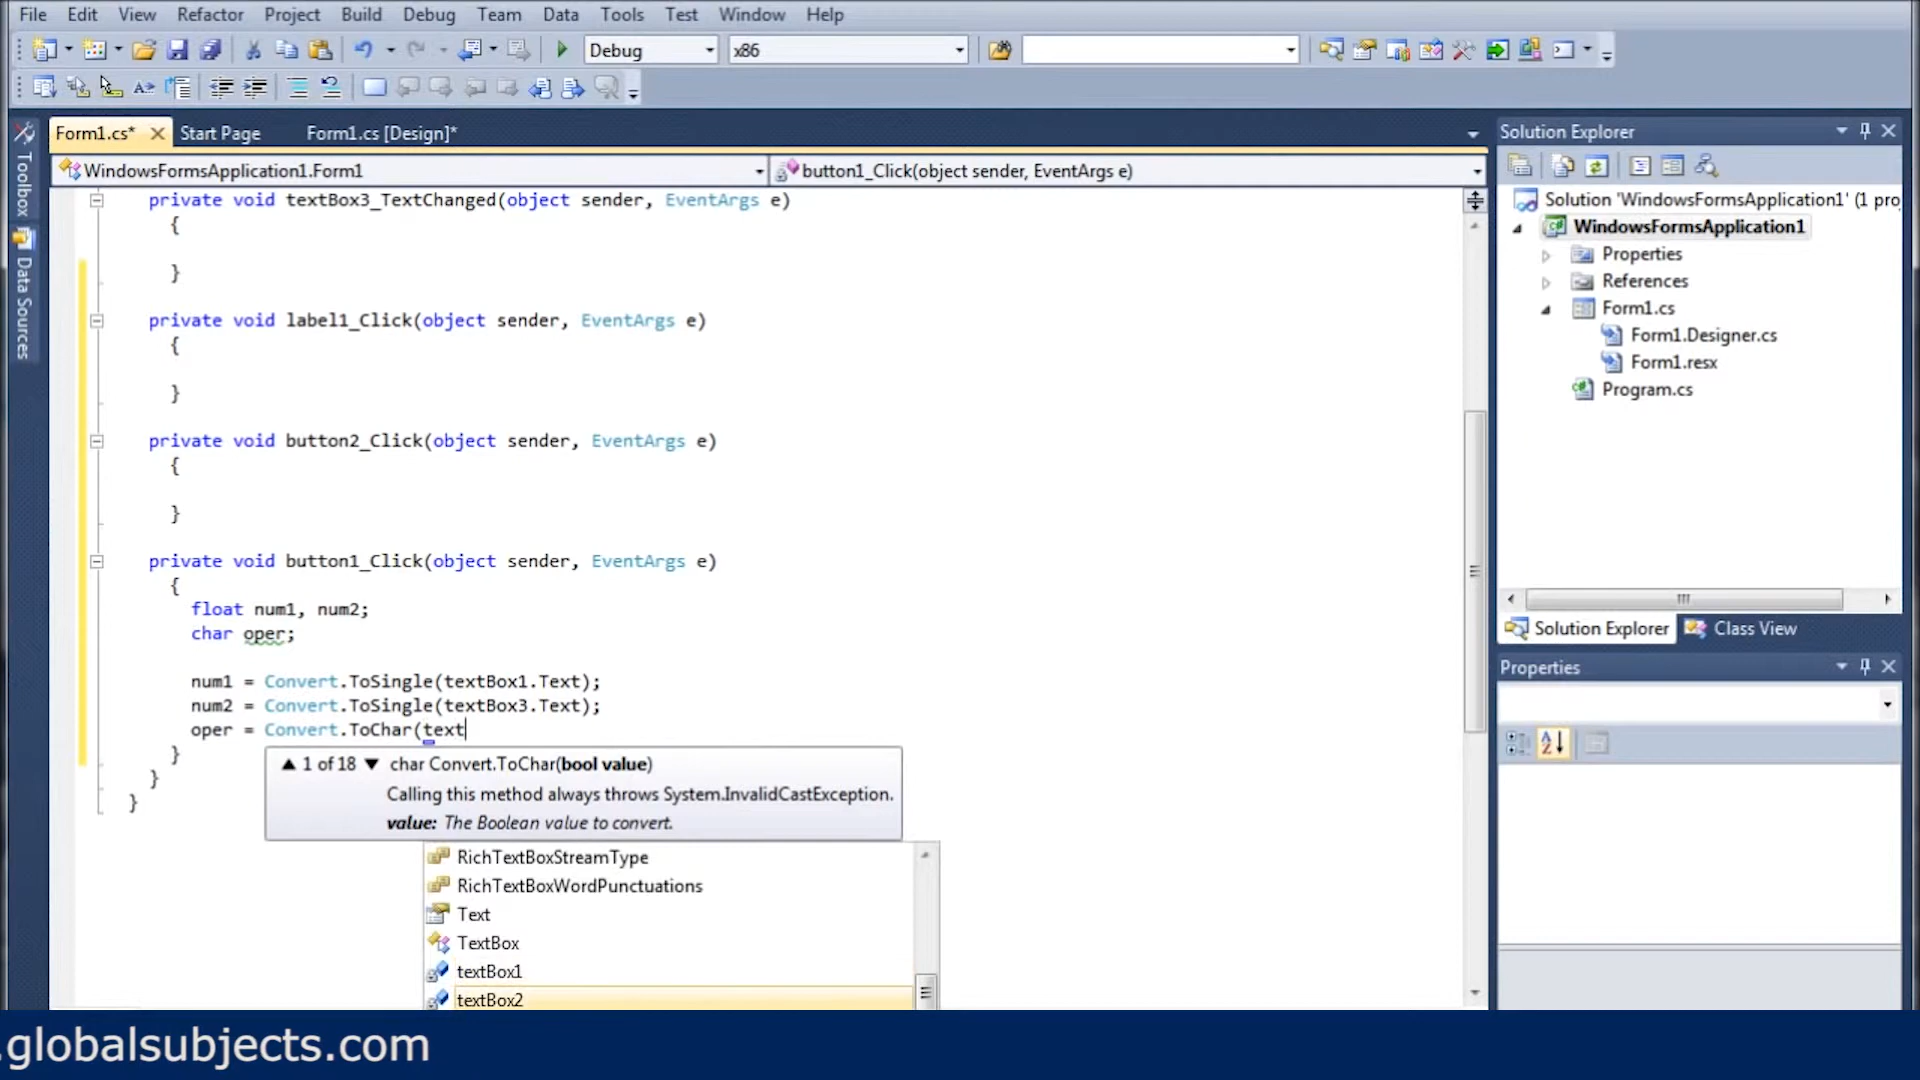 File Edit View Refactor Project Build Debug Team Data Tools Test Window Help
Debug x86
Form1.cs* Start Page Form1.cs [Design]*
WindowsFormsApplication1.Form1 button1_Click(object sender, EventArgs e)
Toolbox
Data Sources
private void textBox3_TextChanged(object sender, EventArgs e)
{
}
private void label1_Click(object sender, EventArgs e)
{
}
private void button2_Click(object sender, EventArgs e)
{
}
private void button1_Click(object sender, EventArgs e)
{
float num1, num2;
char oper;
num1 = Convert.ToSingle(textBox1.Text);
num2 = Convert.ToSingle(textBox3.Text);
oper = Convert.ToChar(text
}
}
}
1 of 18 char Convert.ToChar(bool value)
Calling this method always throws System.InvalidCastException.
value: The Boolean value to convert.
RichTextBoxStreamType
RichTextBoxWordPunctuations
Text
TextBox
textBox1
textBox2
Solution Explorer
Solution 'WindowsFormsApplication1' (1 pro
WindowsFormsApplication1
Properties
References
Form1.cs
Form1.Designer.cs
Form1.resx
Program.cs
Solution Explorer Class View
Properties
.globalsubjects.com